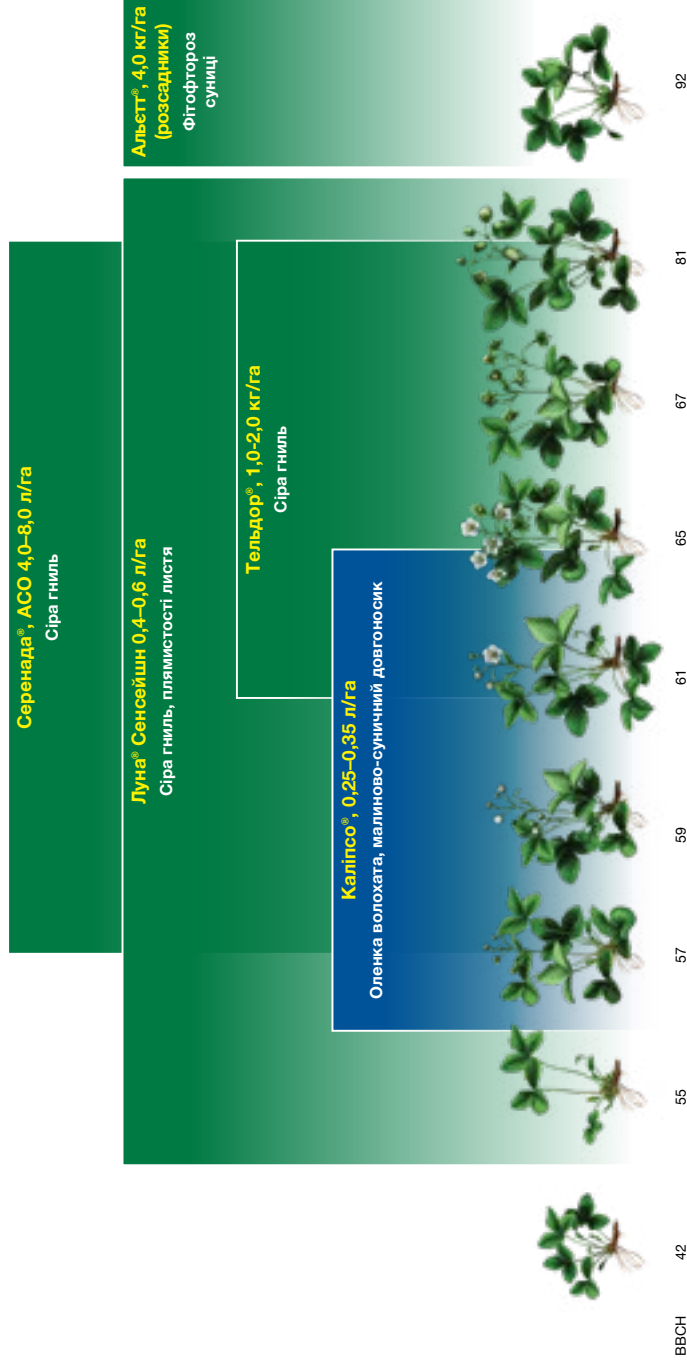 Серенада®, АСО 4,0–8,0 л/га
Сіра гниль
Луна® Сенсейшн 0,4–0,6 л/га
Сіра гниль, плямистості листя
Альєтт®, 4,0 кг/га
(розсадники)
Фітофтороз
суниці
Тельдор®, 1,0-2,0 кг/га
Сіра гниль
Каліпсо®, 0,25–0,35 л/га
Оленка волохата, малиново-суничний довгоносик
BBCH 42 55 57 59 61 65 67 81 92